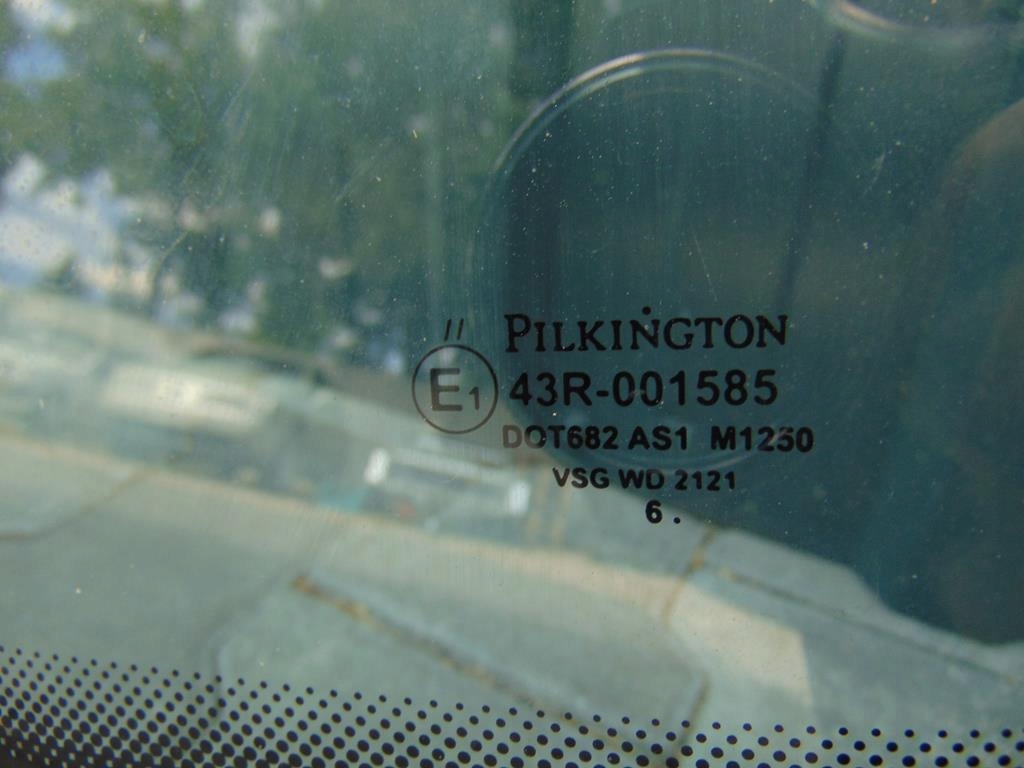 //
PILKINGTON
E1 43R-001585
DOT682 AS1 M1250
VSG WD 2121
6 .